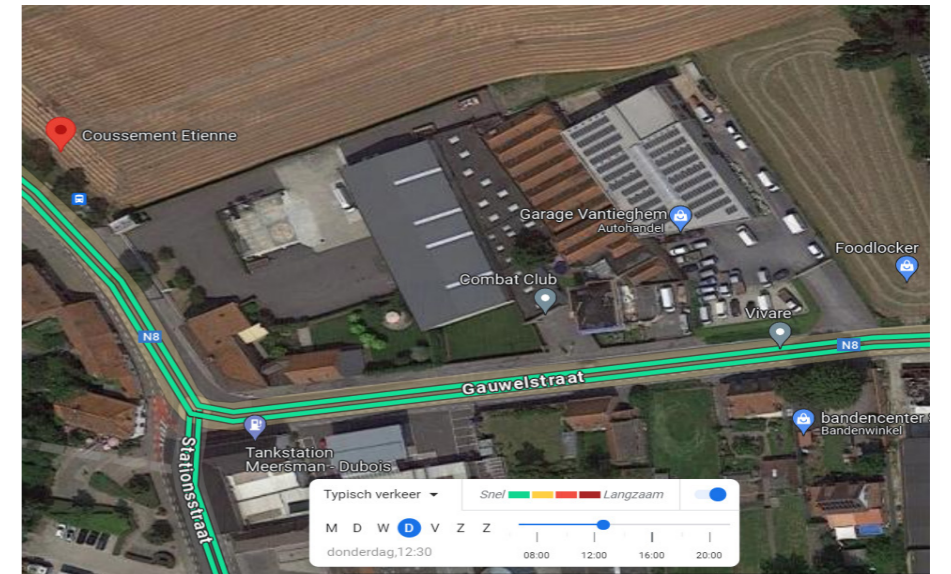 Coussement Etienne
Garage Vantieghem
Autohandel
Foodlocker
Combat Club
Vivare
N8
N8
Gauwelstraat
bandencenter
Bandenwinkel
Tankstation
Meersman - Dubois
Stationsstraat
Typisch verkeer
Snel Langzaam
M D W D V Z Z
donderdag,12:30
08:00 12:00 16:00 20:00